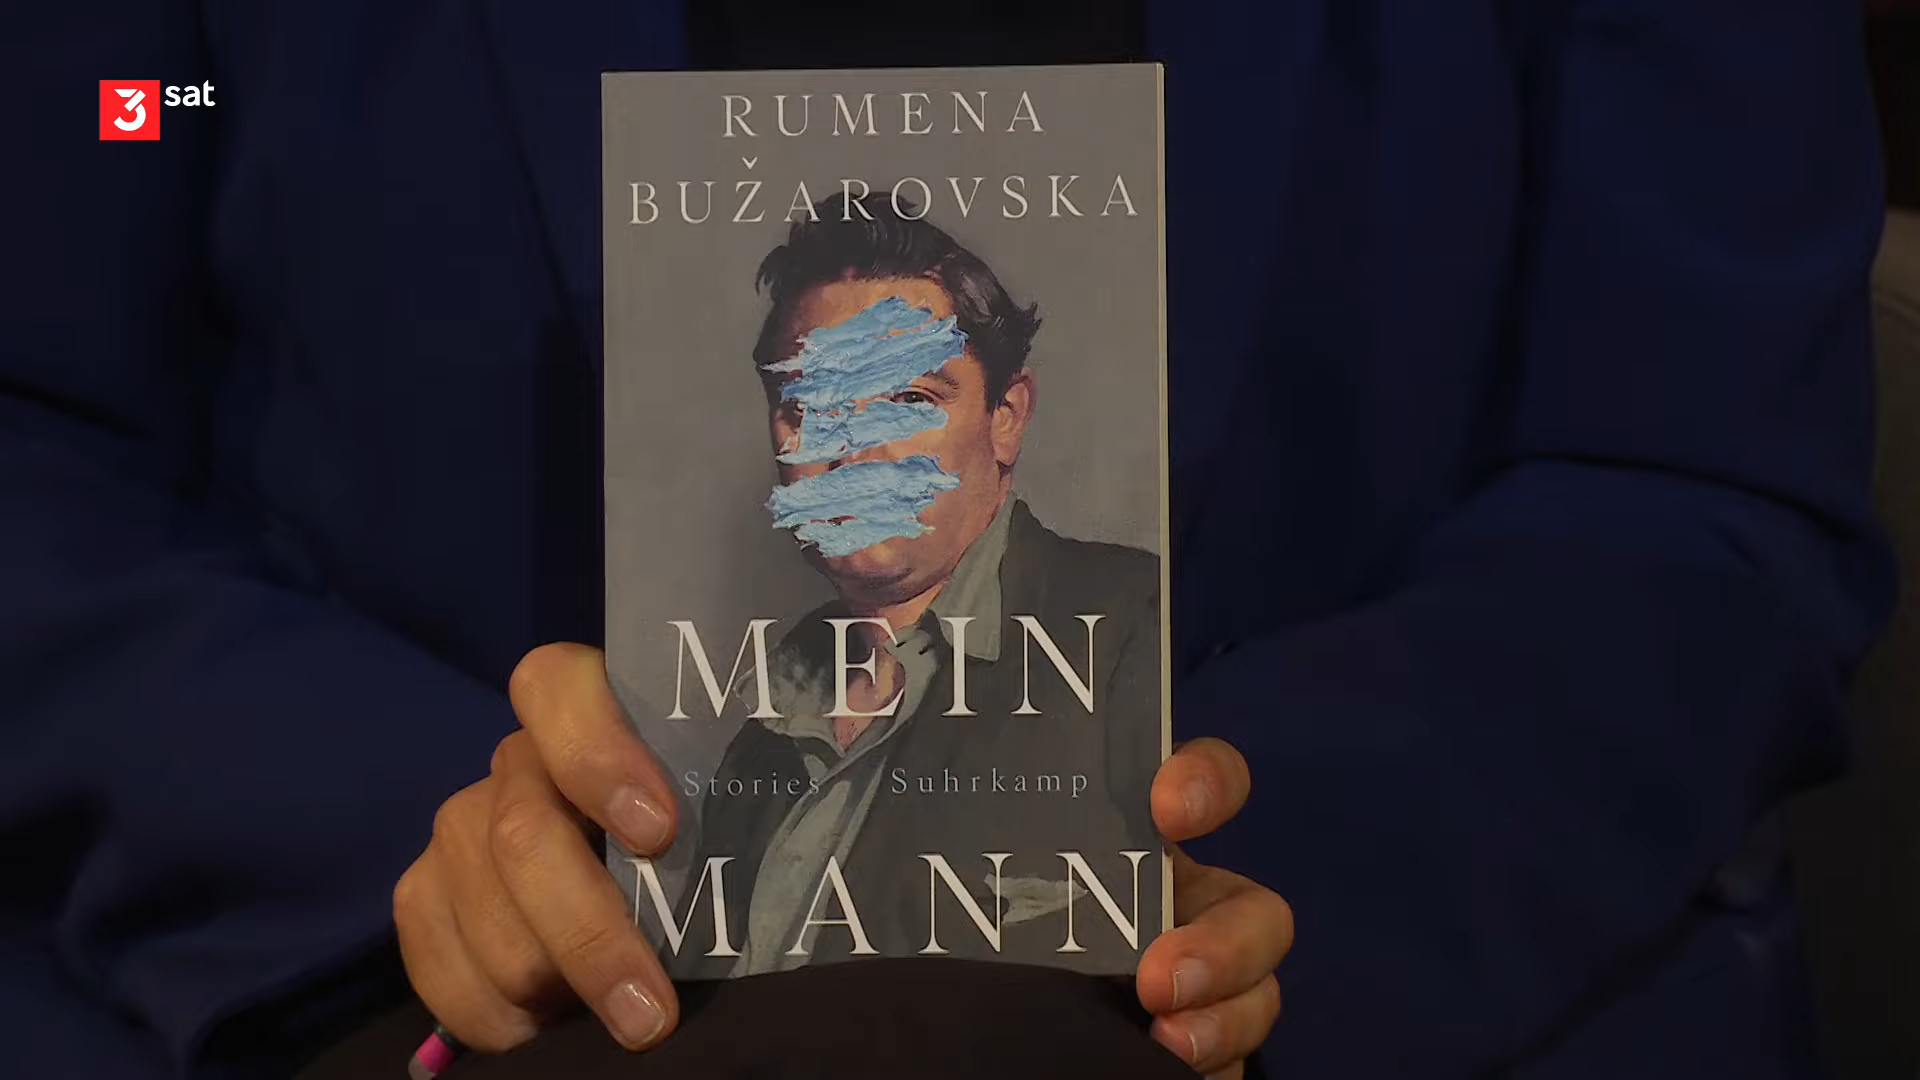 3sat
RUMENA
BUŽAROVSKA
MEIN
Stories Suhrkamp
MANN